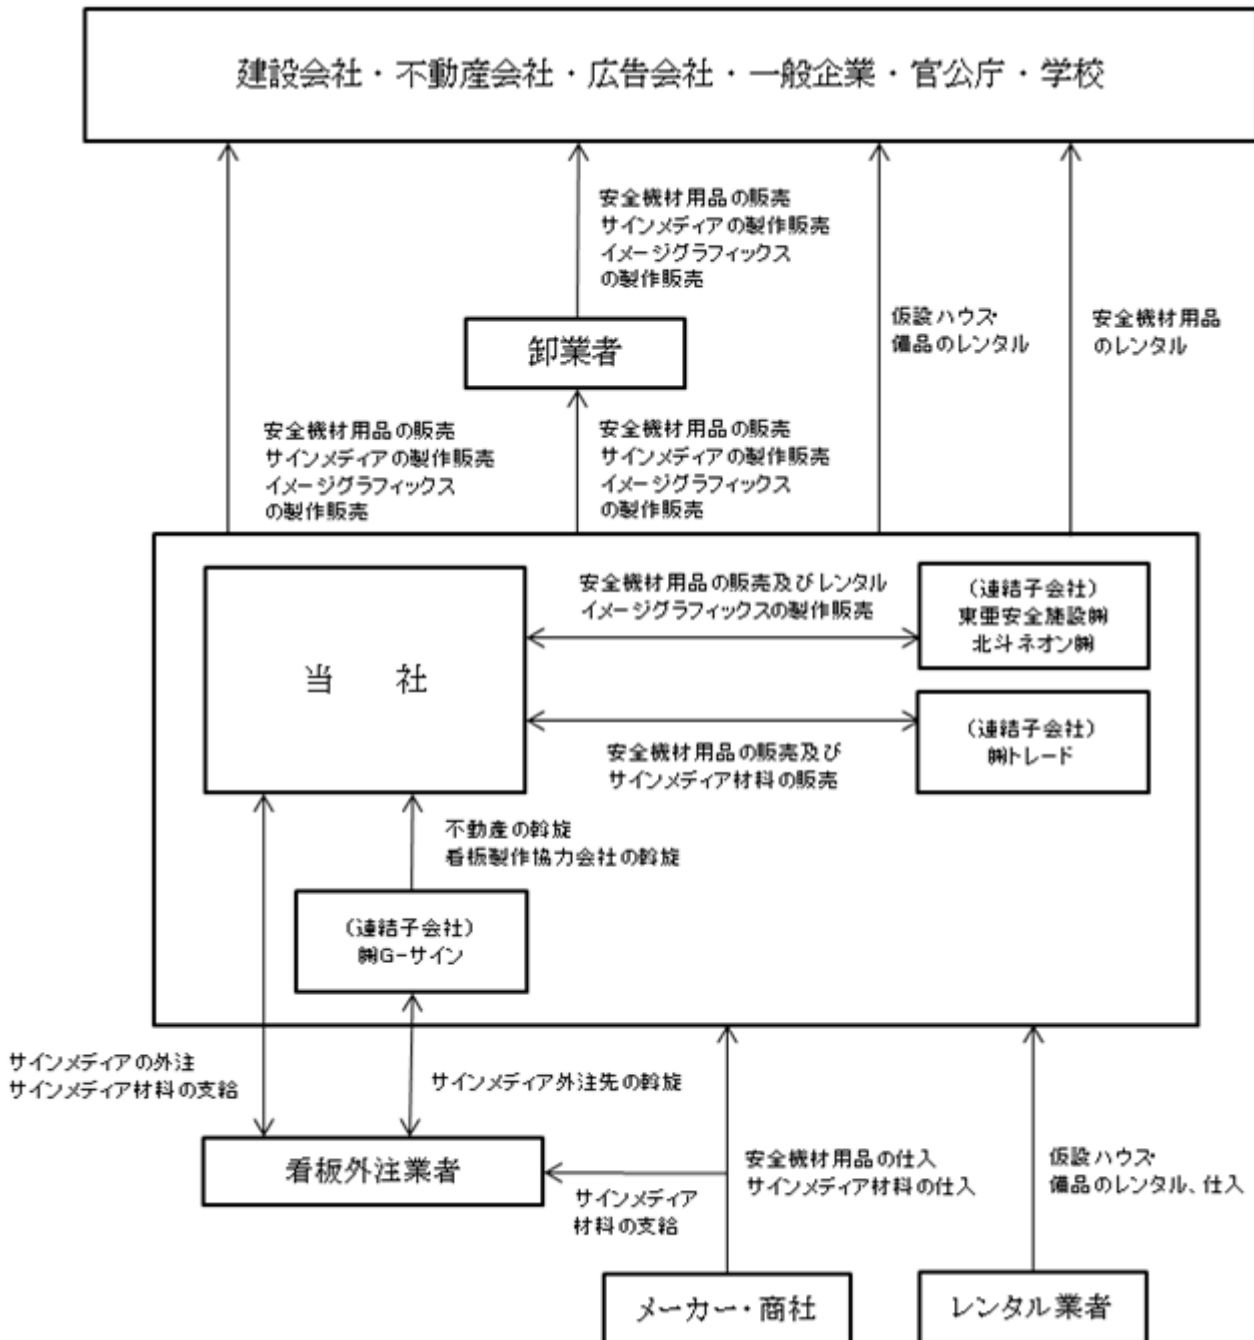 建設会社・不動産会社・広告会社・一般企業・官公庁・学校
安全機材用品の販売
サインメディアの製作販売
イメージグラフィックス
の製作販売
仮設ハウス・
備品のレンタル
安全機材用品
のレンタル
卸業者
安全機材用品の販売
サインメディアの製作販売
イメージグラフィックス
の製作販売
安全機材用品の販売
サインメディアの製作販売
イメージグラフィックス
の製作販売
当 社
安全機材用品の販売及びレンタル
イメージグラフィックスの製作販売
(連結子会社)
東亜安全施設㈱
北斗ネオン㈱
安全機材用品の販売及び
サインメディア材料の販売
(連結子会社)
㈱トレード
不動産の斡旋
看板製作協力会社の斡旋
(連結子会社)
㈱G-サイン
サインメディアの外注
サインメディア材料の支給
サインメディア外注先の斡旋
看板外注業者
サインメディア
材料の支給
安全機材用品の仕入
サインメディア材料の仕入
仮設ハウス・
備品のレンタル、仕入
メーカー・商社
レンタル業者